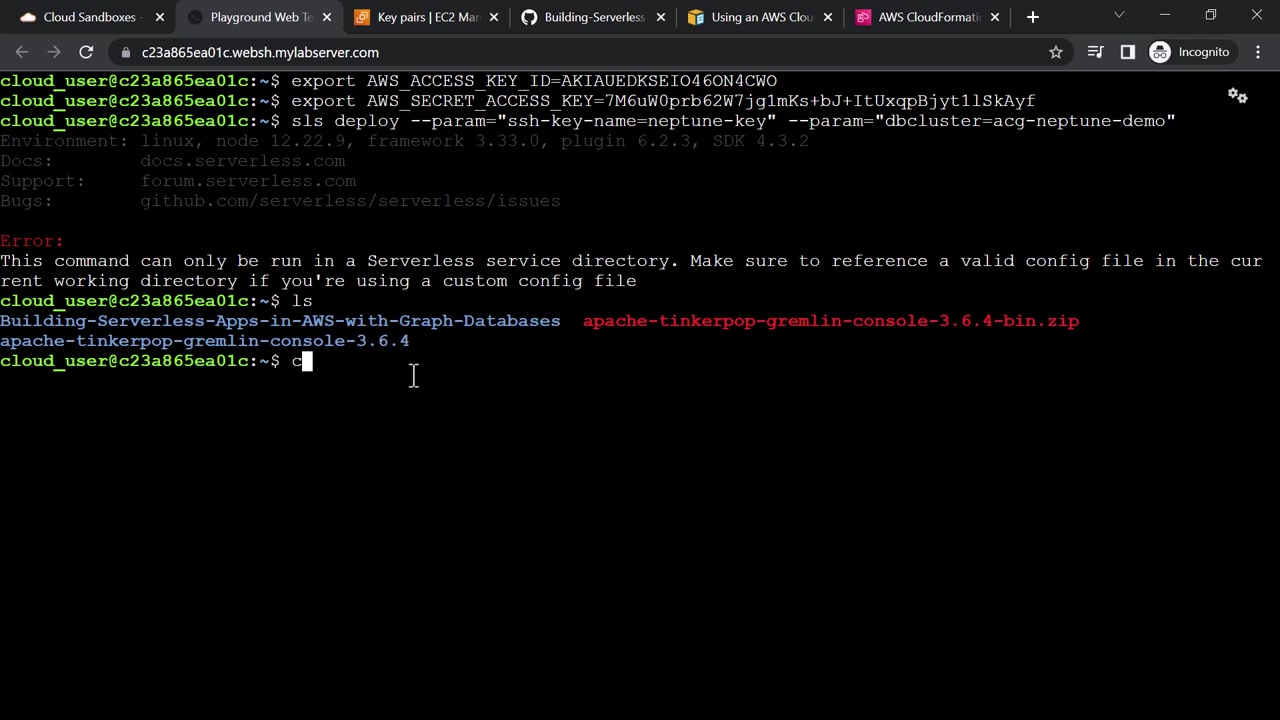 Cloud Sandboxes -
Playground Web Te
Key pairs | EC2 Man
Building-Serverless
Using an AWS Clou
AWS CloudFormati
c23a865ea01c.websh.mylabserver.com
Incognito
cloud_user@c23a865ea01c:~$ export AWS_ACCESS_KEY_ID=AKIAUEDKSEIO46ON4CWO
cloud_user@c23a865ea01c:~$ export AWS_SECRET_ACCESS_KEY=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
cloud_user@c23a865ea01c:~$ sls deploy --param="ssh-key-name=neptune-key" --param="dbcluster=acg-neptune-demo"
Environment: linux, node 12.22.9, framework 3.33.0, plugin 6.2.3, SDK 4.3.2
Docs:        docs.serverless.com
Support:     forum.serverless.com
Bugs:        github.com/serverless/serverless/issues
Error:
This command can only be run in a Serverless service directory. Make sure to reference a valid config file in the cur
rent working directory if you're using a custom config file
cloud_user@c23a865ea01c:~$ ls
Building-Serverless-Apps-in-AWS-with-Graph-Databases  apache-tinkerpop-gremlin-console-3.6.4-bin.zip
apache-tinkerpop-gremlin-console-3.6.4
cloud_user@c23a865ea01c:~$ c